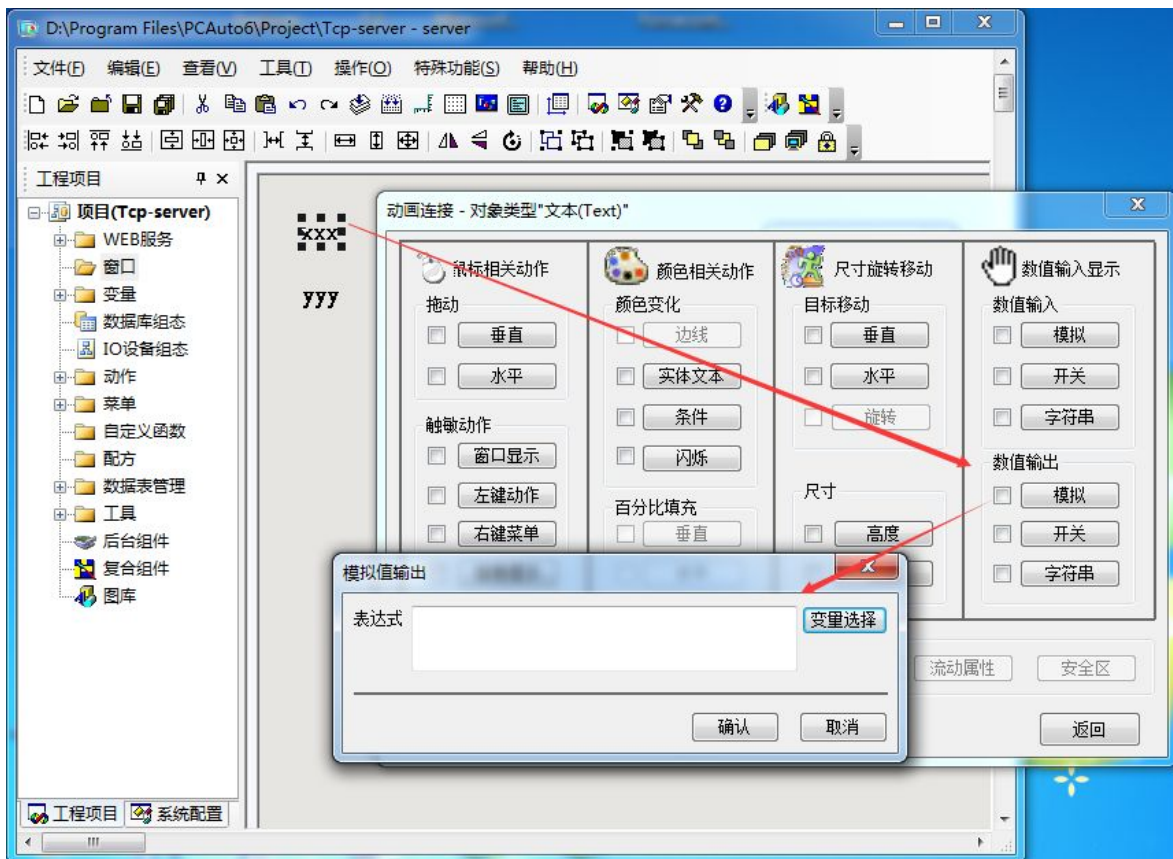 D:\Program Files\PCAuto6\Project\Tcp-server - server
文件(F) 编辑(E) 查看(V) 工具(T) 操作(O) 特殊功能(S) 帮助(H)
工程项目
项目(Tcp-server)
WEB服务
窗口
变量
数据库组态
IO设备组态
动作
菜单
自定义函数
配方
数据表管理
工具
后台组件
复合组件
图库
工程项目 系统配置
xxx
yyy
动画连接 - 对象类型"文本(Text)"
鼠标相关动作
拖动
垂直
水平
触敏动作
窗口显示
左键动作
右键菜单
颜色相关动作
颜色变化
边线
实体文本
条件
闪烁
百分比填充
垂直
尺寸旋转移动
目标移动
垂直
水平
旋转
尺寸
高度
数值输入显示
数值输入
模拟
开关
字符串
数值输出
模拟
开关
字符串
流动属性 安全区
返回
模拟值输出
表达式
变里选择
确认 取消